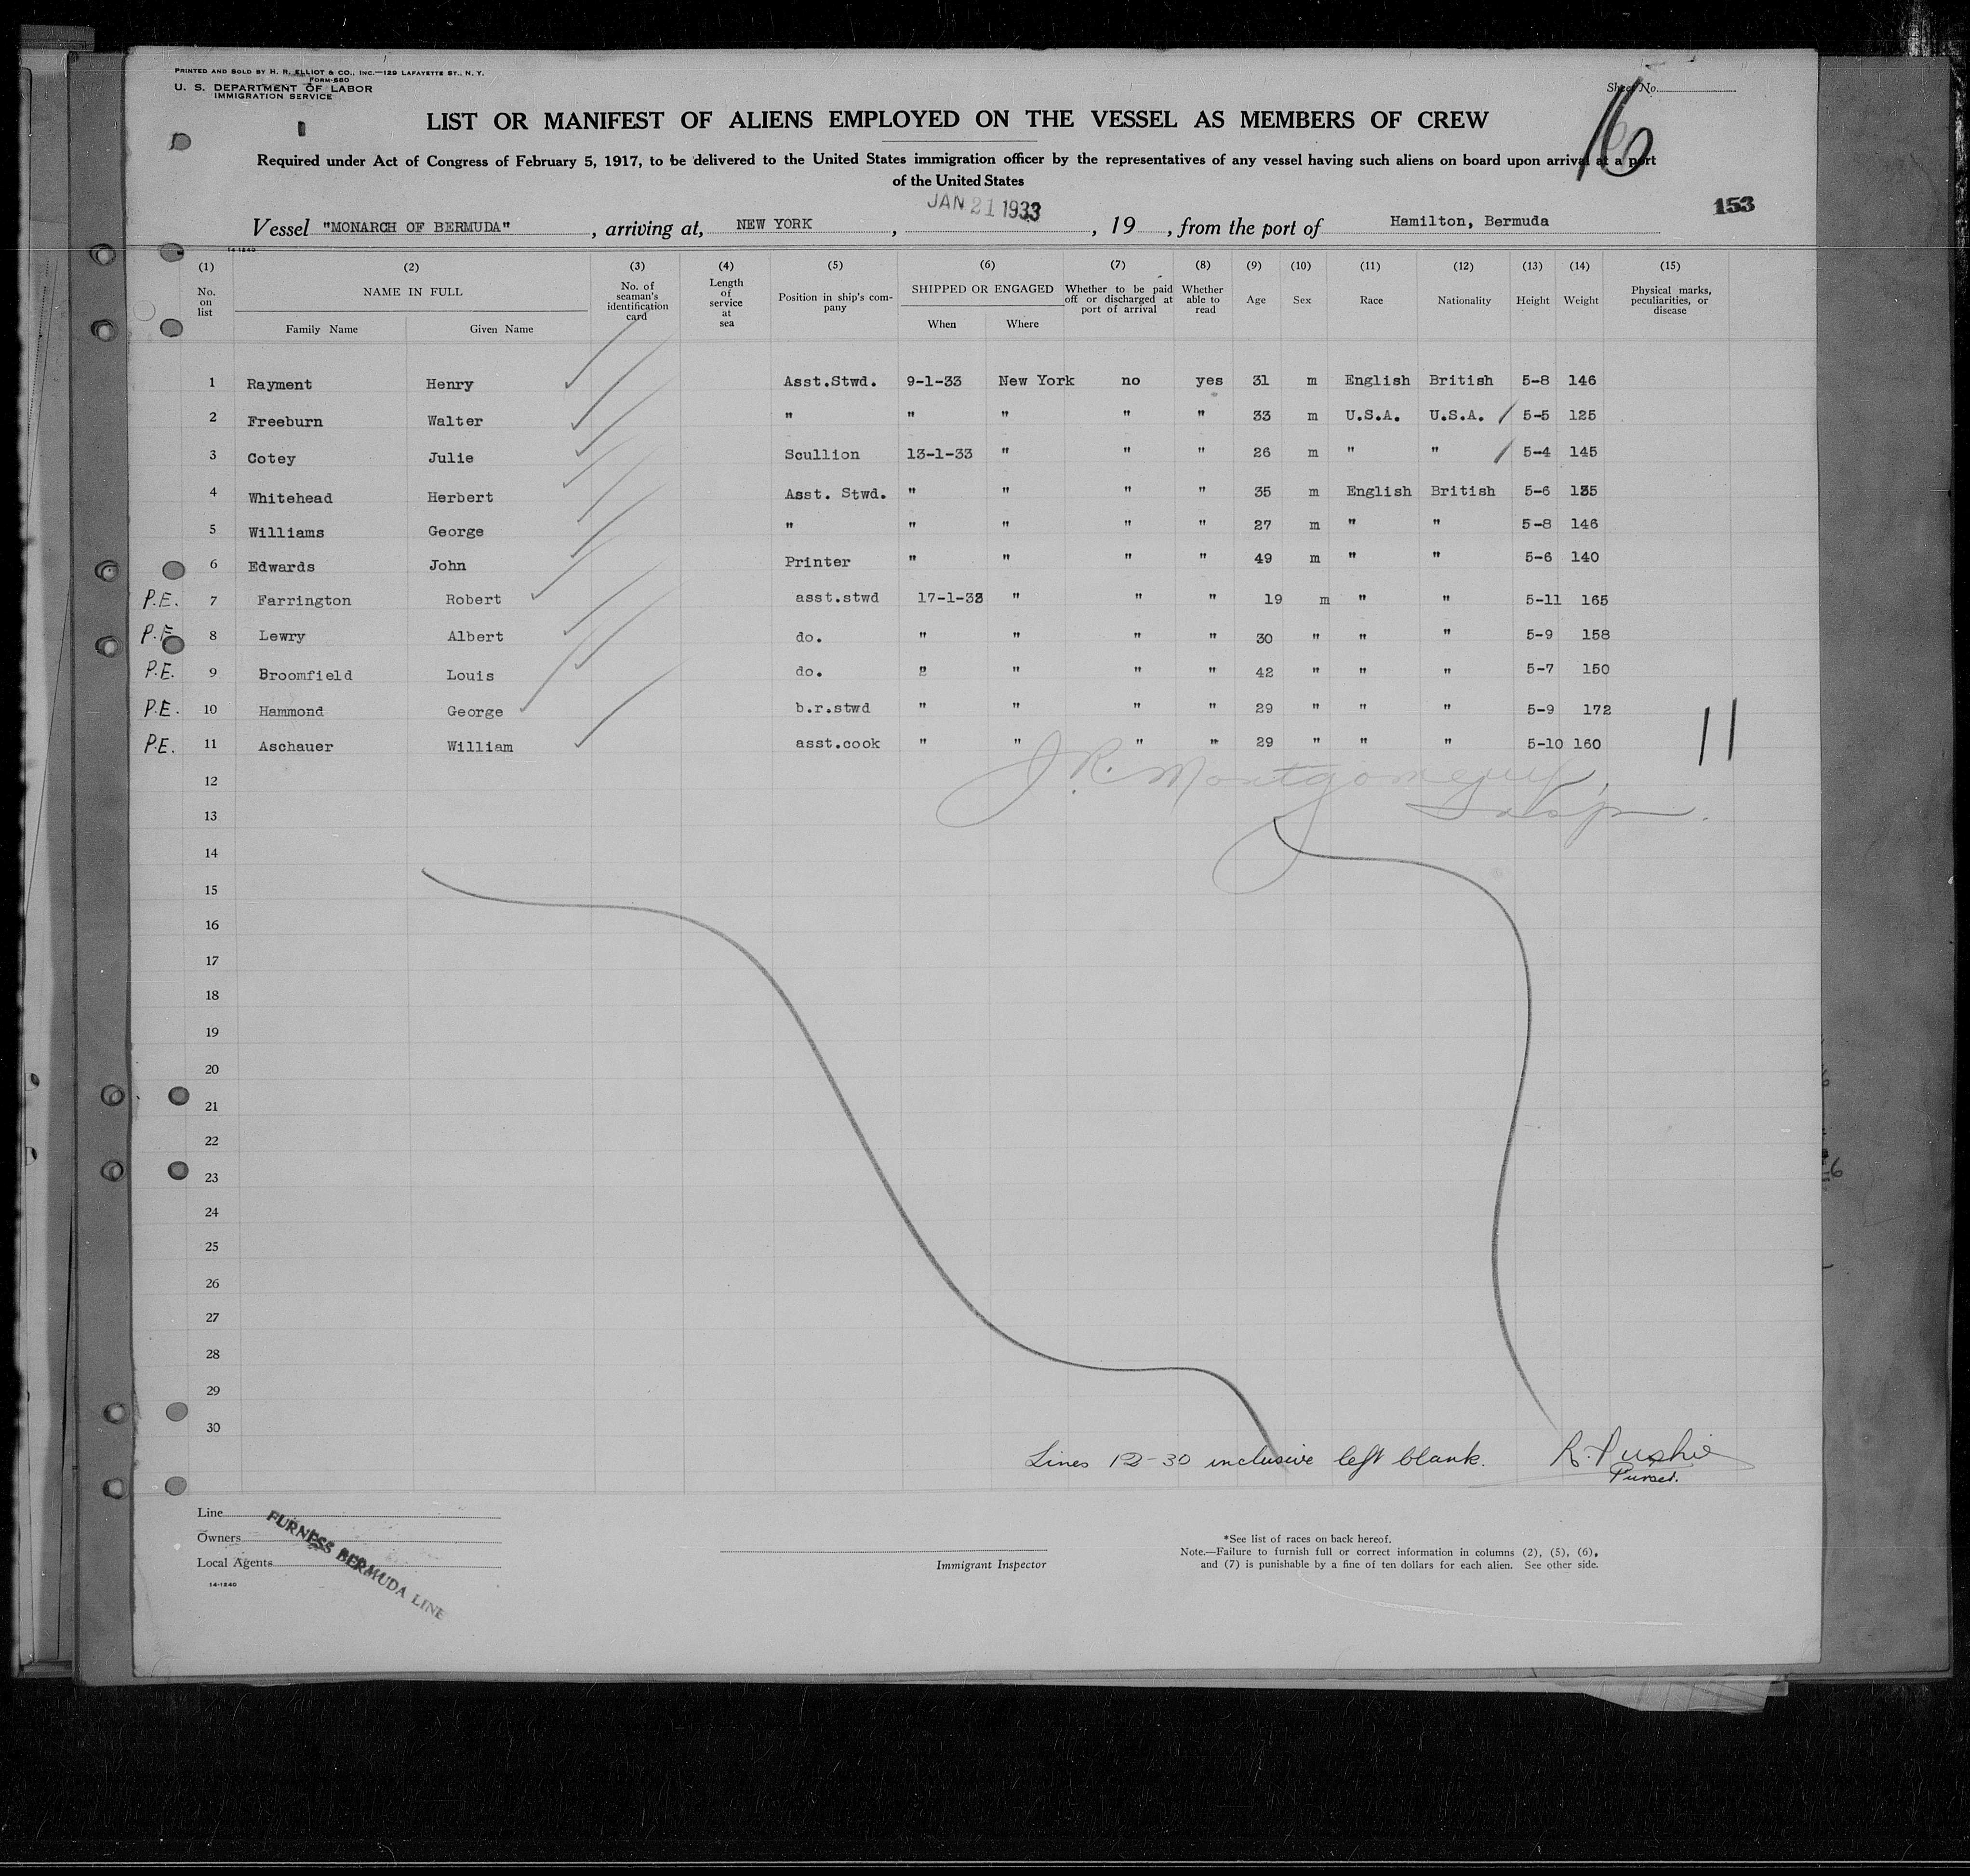 PRINTED AND SOLD BY H. R. ELLIOT & CO., INC.—129 LAFAYETTE ST., N. Y.
FORM-680
U. S. DEPARTMENT OF LABOR
IMMIGRATION SERVICE
Sheet No.
16
LIST OR MANIFEST OF ALIENS EMPLOYED ON THE VESSEL AS MEMBERS OF CREW
Required under Act of Congress of February 5, 1917, to be delivered to the United States immigration officer by the representatives of any vessel having such aliens on board upon arrival at a port
of the United States
153
Vessel "MONARCH OF BERMUDA", arriving at, NEW YORK, JAN 21 1933, 19 , from the port of Hamilton, Bermuda
14-1240
(1) (2) (3) (4) (5) (6) (7) (8) (9) (10) (11) (12) (13) (14) (15)
No. on list NAME IN FULL Family Name Given Name No. of seaman's identification card Length of service at sea Position in ship's company SHIPPED OR ENGAGED When Where Whether to be paid off or discharged at port of arrival Whether able to read Age Sex Race Nationality Height Weight Physical marks, peculiarities, or disease
1 Rayment Henry Asst.Stwd. 9-1-33 New York no yes 31 m English British 5-8 146
2 Freeburn Walter " " " " " 33 m U.S.A. U.S.A. 5-5 125
3 Cotey Julie Scullion 13-1-33 " " " 26 m " " 5-4 145
4 Whitehead Herbert Asst. Stwd. " " " " 35 m English British 5-6 135
5 Williams George " " " " " 27 m " " 5-8 146
6 Edwards John Printer " " " " 49 m " " 5-6 140
P.E. 7 Farrington Robert asst.stwd 17-1-33 " " " 19 m " " 5-11 165
P.E. 8 Lewry Albert do. " " " " 30 " " " 5-9 158
P.E. 9 Broomfield Louis do. " " " " 42 " " " 5-7 150
P.E. 10 Hammond George b.r.stwd " " " " 29 " " " 5-9 172
P.E. 11 Aschauer William asst.cook " " " " 29 " " " 5-10 160
11
12
J. R. Montgomery.
13
Insp.
14
15
16
17
18
19
20
21
22
23
24
25
26
27
28
29
30
Lines 12-30 inclusive left blank.
Purser.
Line
Owners
Local Agents
FURNESS BERMUDA LINE
14-1240
Immigrant Inspector
*See list of races on back hereof.
Note.—Failure to furnish full or correct information in columns (2), (5), (6),
and (7) is punishable by a fine of ten dollars for each alien. See other side.